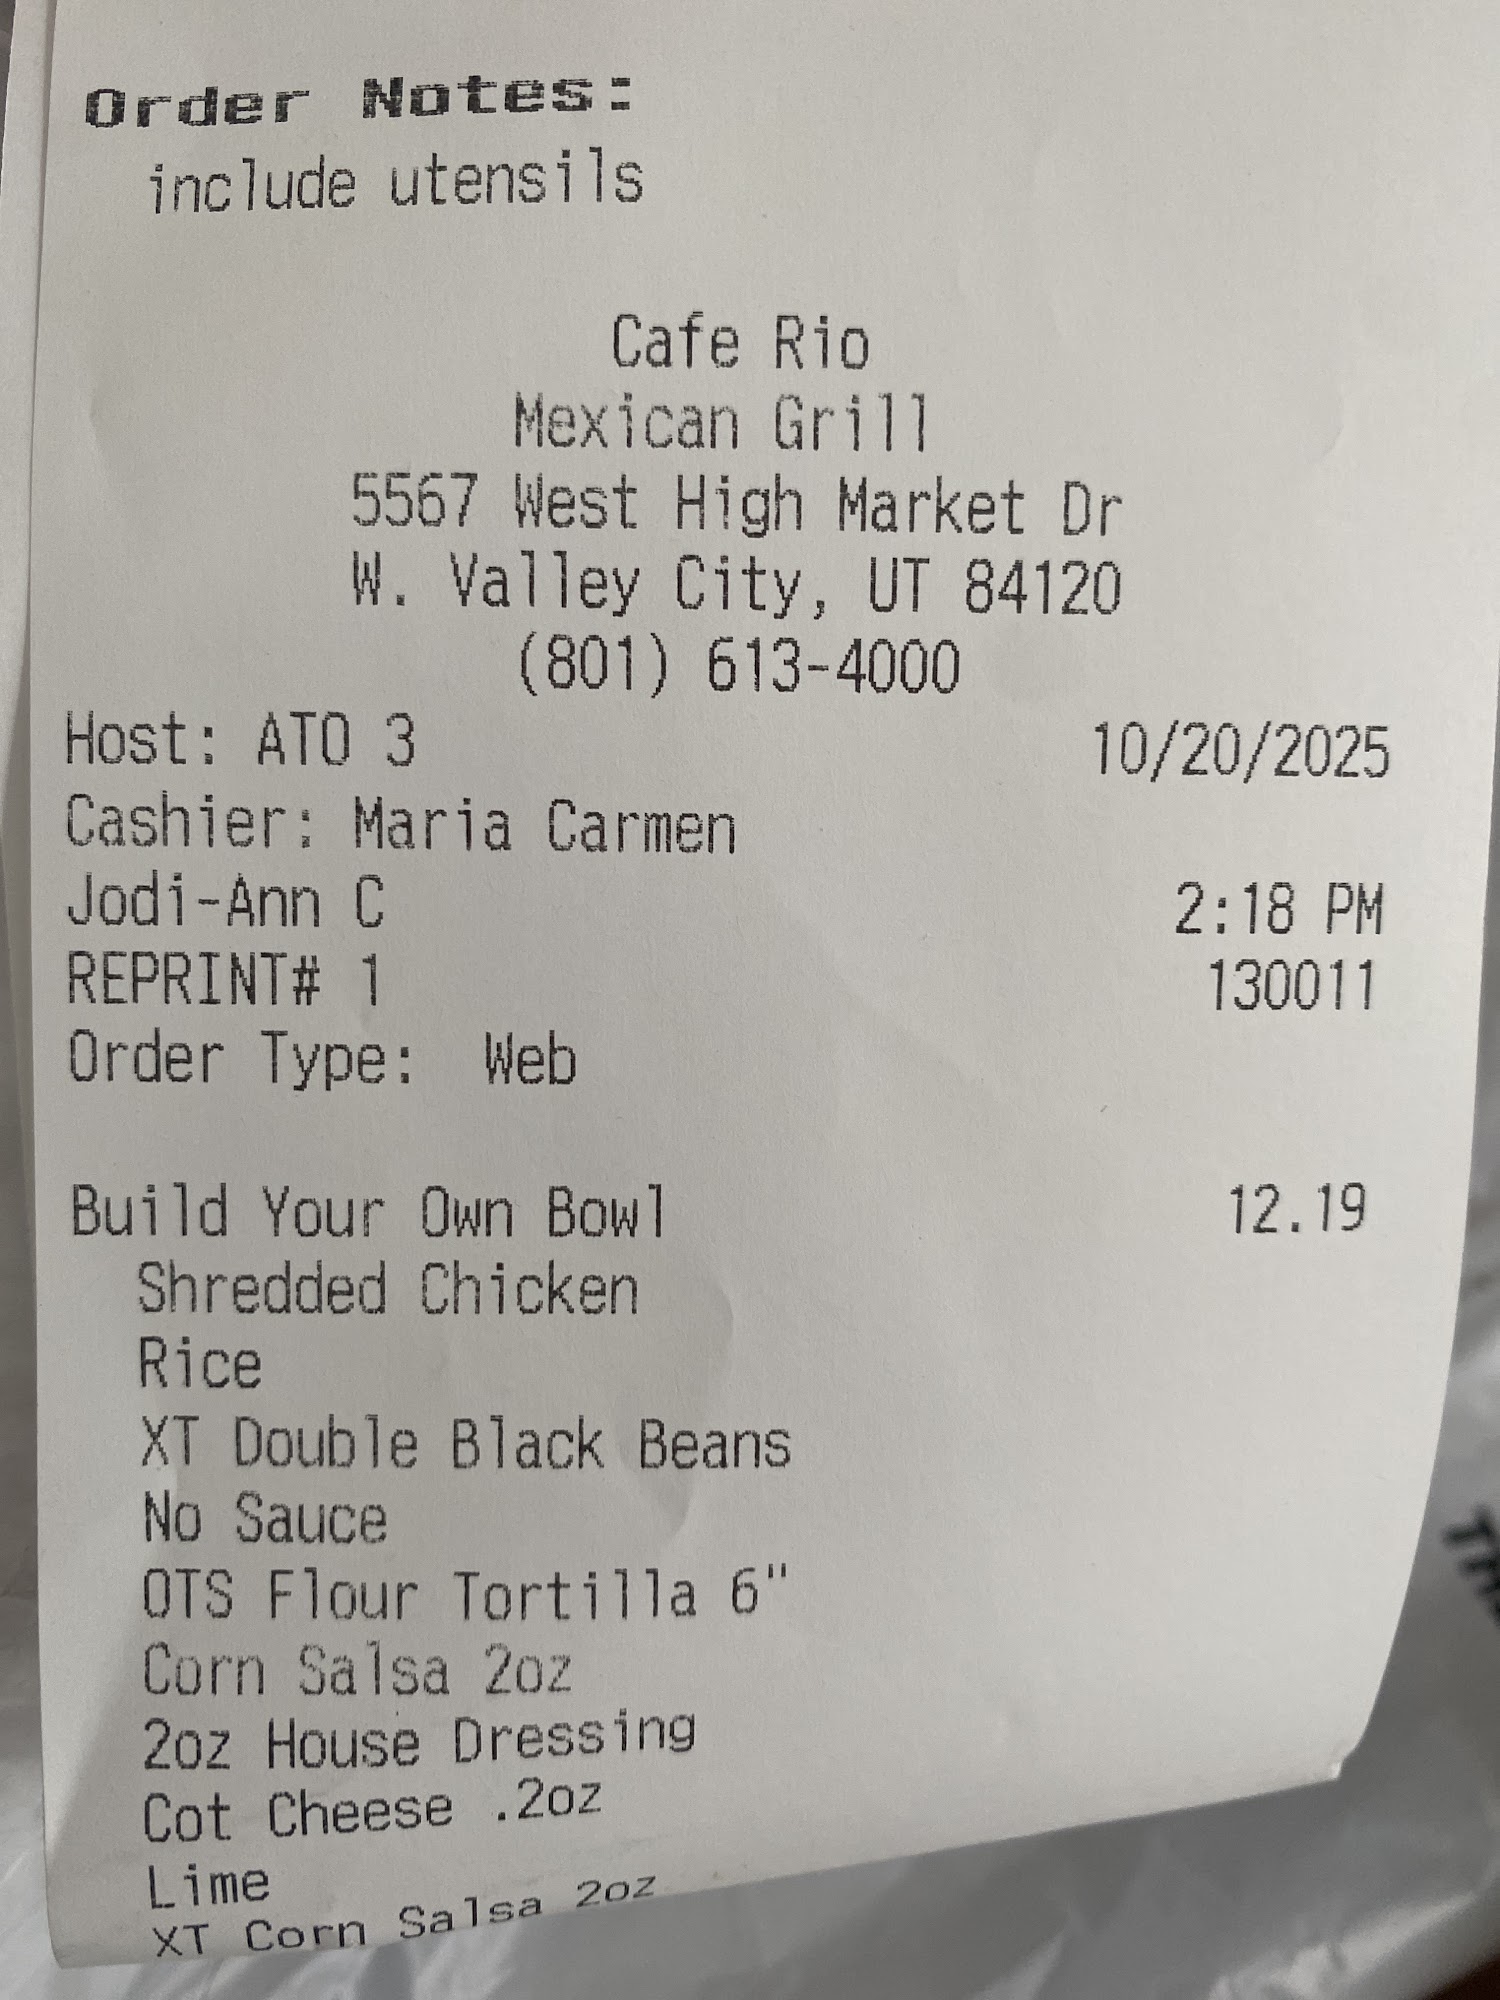 Order Notes:
include utensils
Cafe Rio
Mexican Grill
5567 West High Market Dr
W. Valley City, UT 84120
(801) 613-4000
Host: ATO 3 10/20/2025
Cashier: Maria Carmen
Jodi-Ann C 2:18 PM
REPRINT# 1 130011
Order Type: Web
Build Your Own Bowl 12.19
Shredded Chicken
Rice
XT Double Black Beans
No Sauce
OTS Flour Tortilla 6"
Corn Salsa 2oz
2oz House Dressing
Cot Cheese .2oz
Lime
XT Corn Salsa 2oz